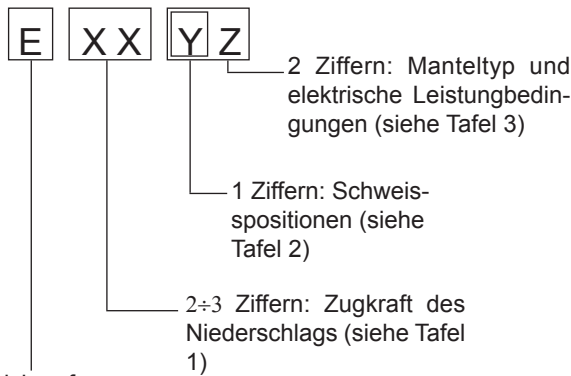 E XX YZ
2 Ziffern: Manteltyp und
elektrische Leistungbedin-
gungen (siehe Tafel 3)
1 Ziffern: Schweis-
spositionen (siehe
Tafel 2)
2÷3 Ziffern: Zugkraft des
Niederschlags (siehe Tafel
1)